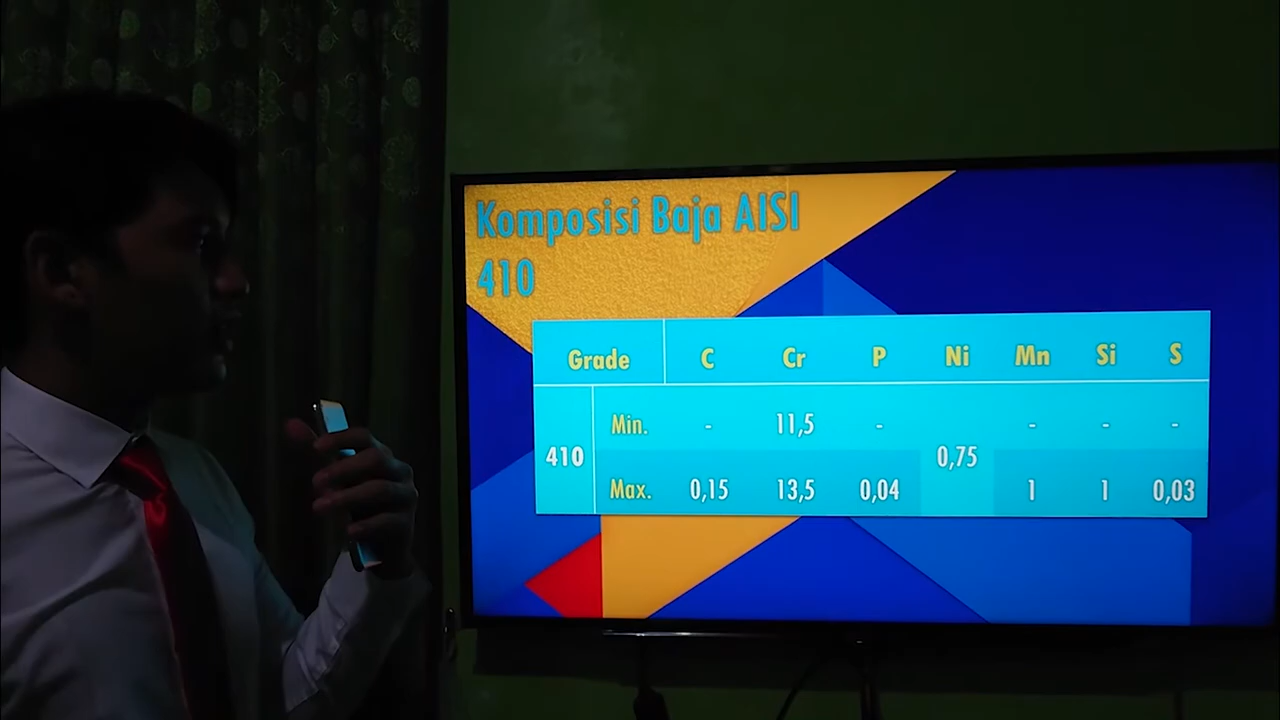 Komposisi Baja AISI
410
Grade C Cr P Ni Mn Si S
Min. - 11,5 - - - -
410 0,75
Max. 0,15 13,5 0,04 1 1 0,03